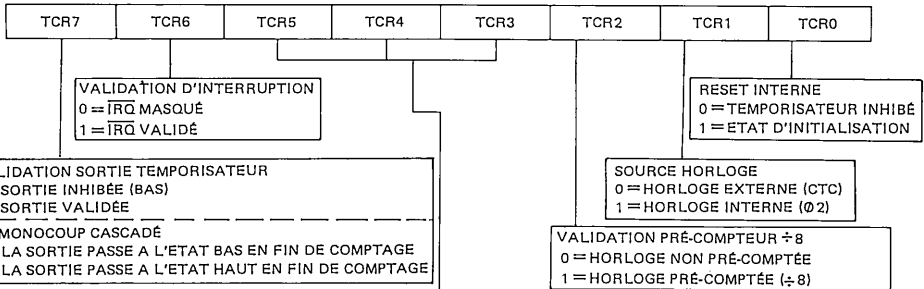 TCR7 TCR6 TCR5 TCR4 TCR3 TCR2 TCR1 TCR0
VALIDATION D'INTERRUPTION
0 = IRQ MASQUÉ
1 = IRQ VALIDÉ
RESET INTERNE
0 = TEMPORISATEUR INHIBÉ
1 = ETAT D'INITIALISATION
LIDATION SORTIE TEMPORISATEUR
SORTIE INHIBÉE (BAS)
SORTIE VALIDÉE
MONOCOUP CASCADÉ
LA SORTIE PASSE A L'ETAT BAS EN FIN DE COMPTAGE
LA SORTIE PASSE A L'ETAT HAUT EN FIN DE COMPTAGE
SOURCE HORLOGE
0 = HORLOGE EXTERNE (CTC)
1 = HORLOGE INTERNE (Ø2)
VALIDATION PRÉ-COMPTEUR ÷8
0 = HORLOGE NON PRÉ-COMPTÉE
1 = HORLOGE PRÉ-COMPTÉE (÷8)